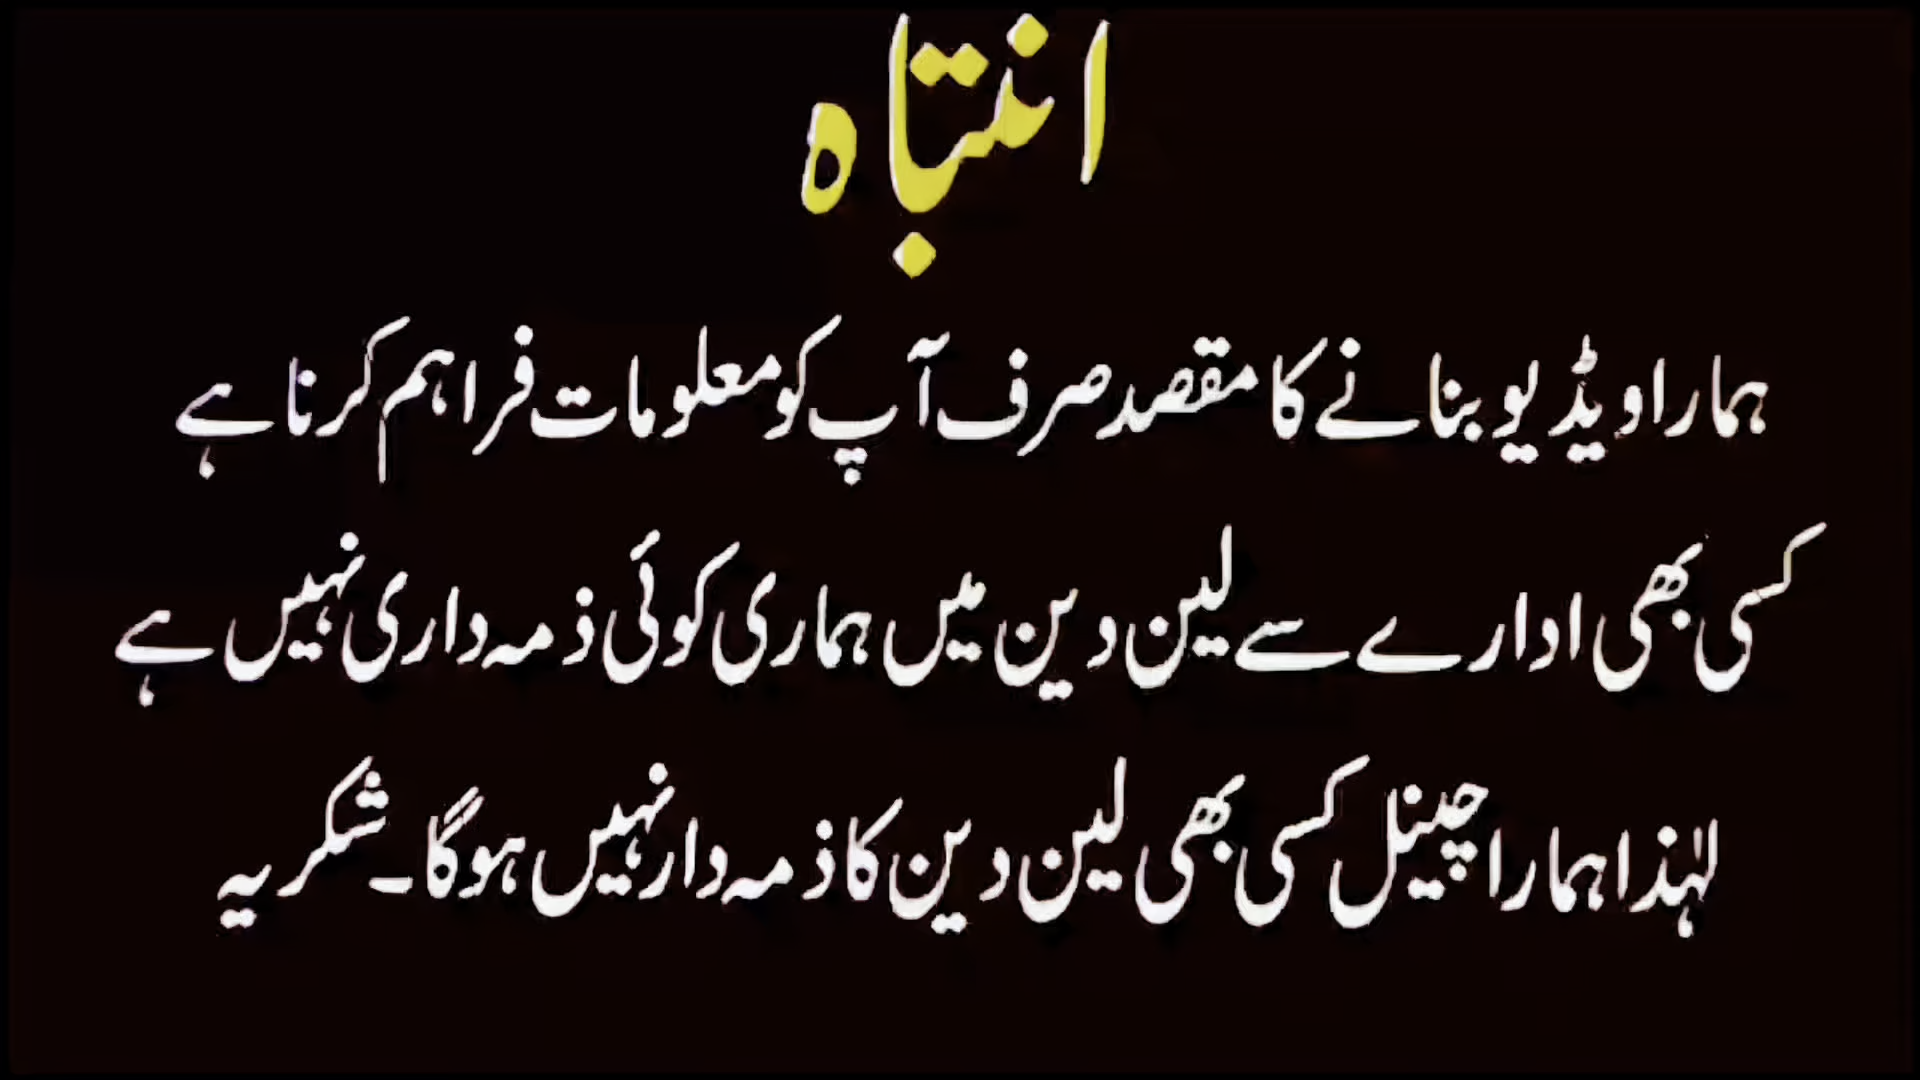 انتباہ
ہمارا ویڈیو بنانے کا مقصد صرف آپ کو معلومات فراہم کرنا ہے
کسی بھی ادارے سے لین دین میں ہماری کوئی ذمہ داری نہیں ہے
لہٰذا ہمارا چینل کسی بھی لین دین کا ذمہ دار نہیں ہوگا۔ شکریہ